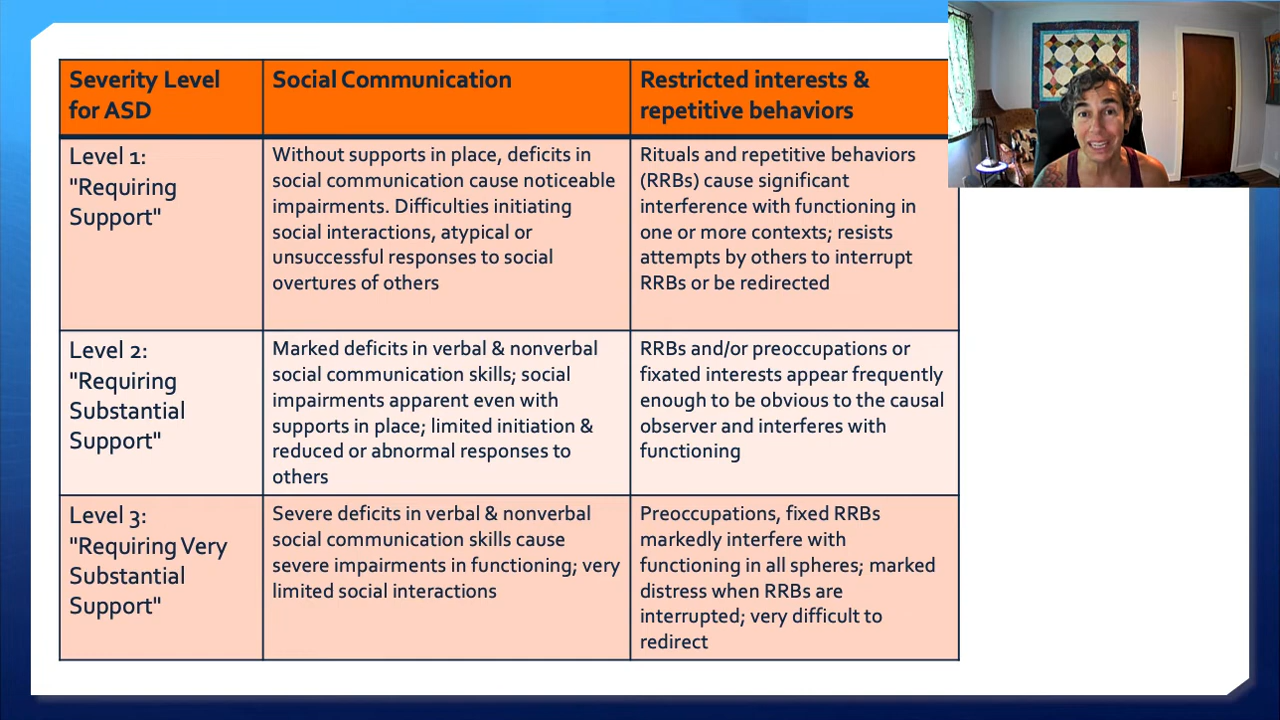 Severity Level
for ASD
Social Communication
Restricted interests &
repetitive behaviors
Level 1:
"Requiring
Support"
Without supports in place, deficits in
social communication cause noticeable
impairments. Difficulties initiating
social interactions, atypical or
unsuccessful responses to social
overtures of others
Rituals and repetitive behaviors
(RRBs) cause significant
interference with functioning in
one or more contexts; resists
attempts by others to interrupt
RRBs or be redirected
Level 2:
"Requiring
Substantial
Support"
Marked deficits in verbal & nonverbal
social communication skills; social
impairments apparent even with
supports in place; limited initiation &
reduced or abnormal responses to
others
RRBs and/or preoccupations or
fixated interests appear frequently
enough to be obvious to the causal
observer and interferes with
functioning
Level 3:
"Requiring Very
Substantial
Support"
Severe deficits in verbal & nonverbal
social communication skills cause
severe impairments in functioning; very
limited social interactions
Preoccupations, fixed RRBs
markedly interfere with
functioning in all spheres; marked
distress when RRBs are
interrupted; very difficult to
redirect